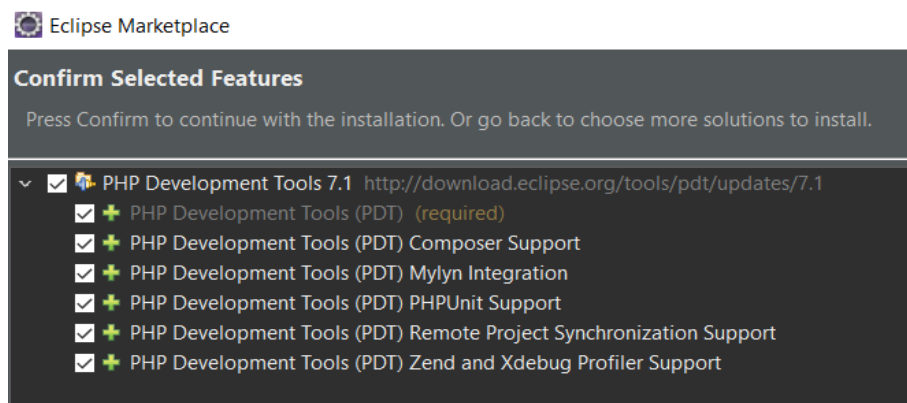 Eclipse Marketplace
Confirm Selected Features
Press Confirm to continue with the installation. Or go back to choose more solutions to install.
PHP Development Tools 7.1 http://download.eclipse.org/tools/pdt/updates/7.1
PHP Development Tools (PDT) (required)
PHP Development Tools (PDT) Composer Support
PHP Development Tools (PDT) Mylyn Integration
PHP Development Tools (PDT) PHPUnit Support
PHP Development Tools (PDT) Remote Project Synchronization Support
PHP Development Tools (PDT) Zend and Xdebug Profiler Support